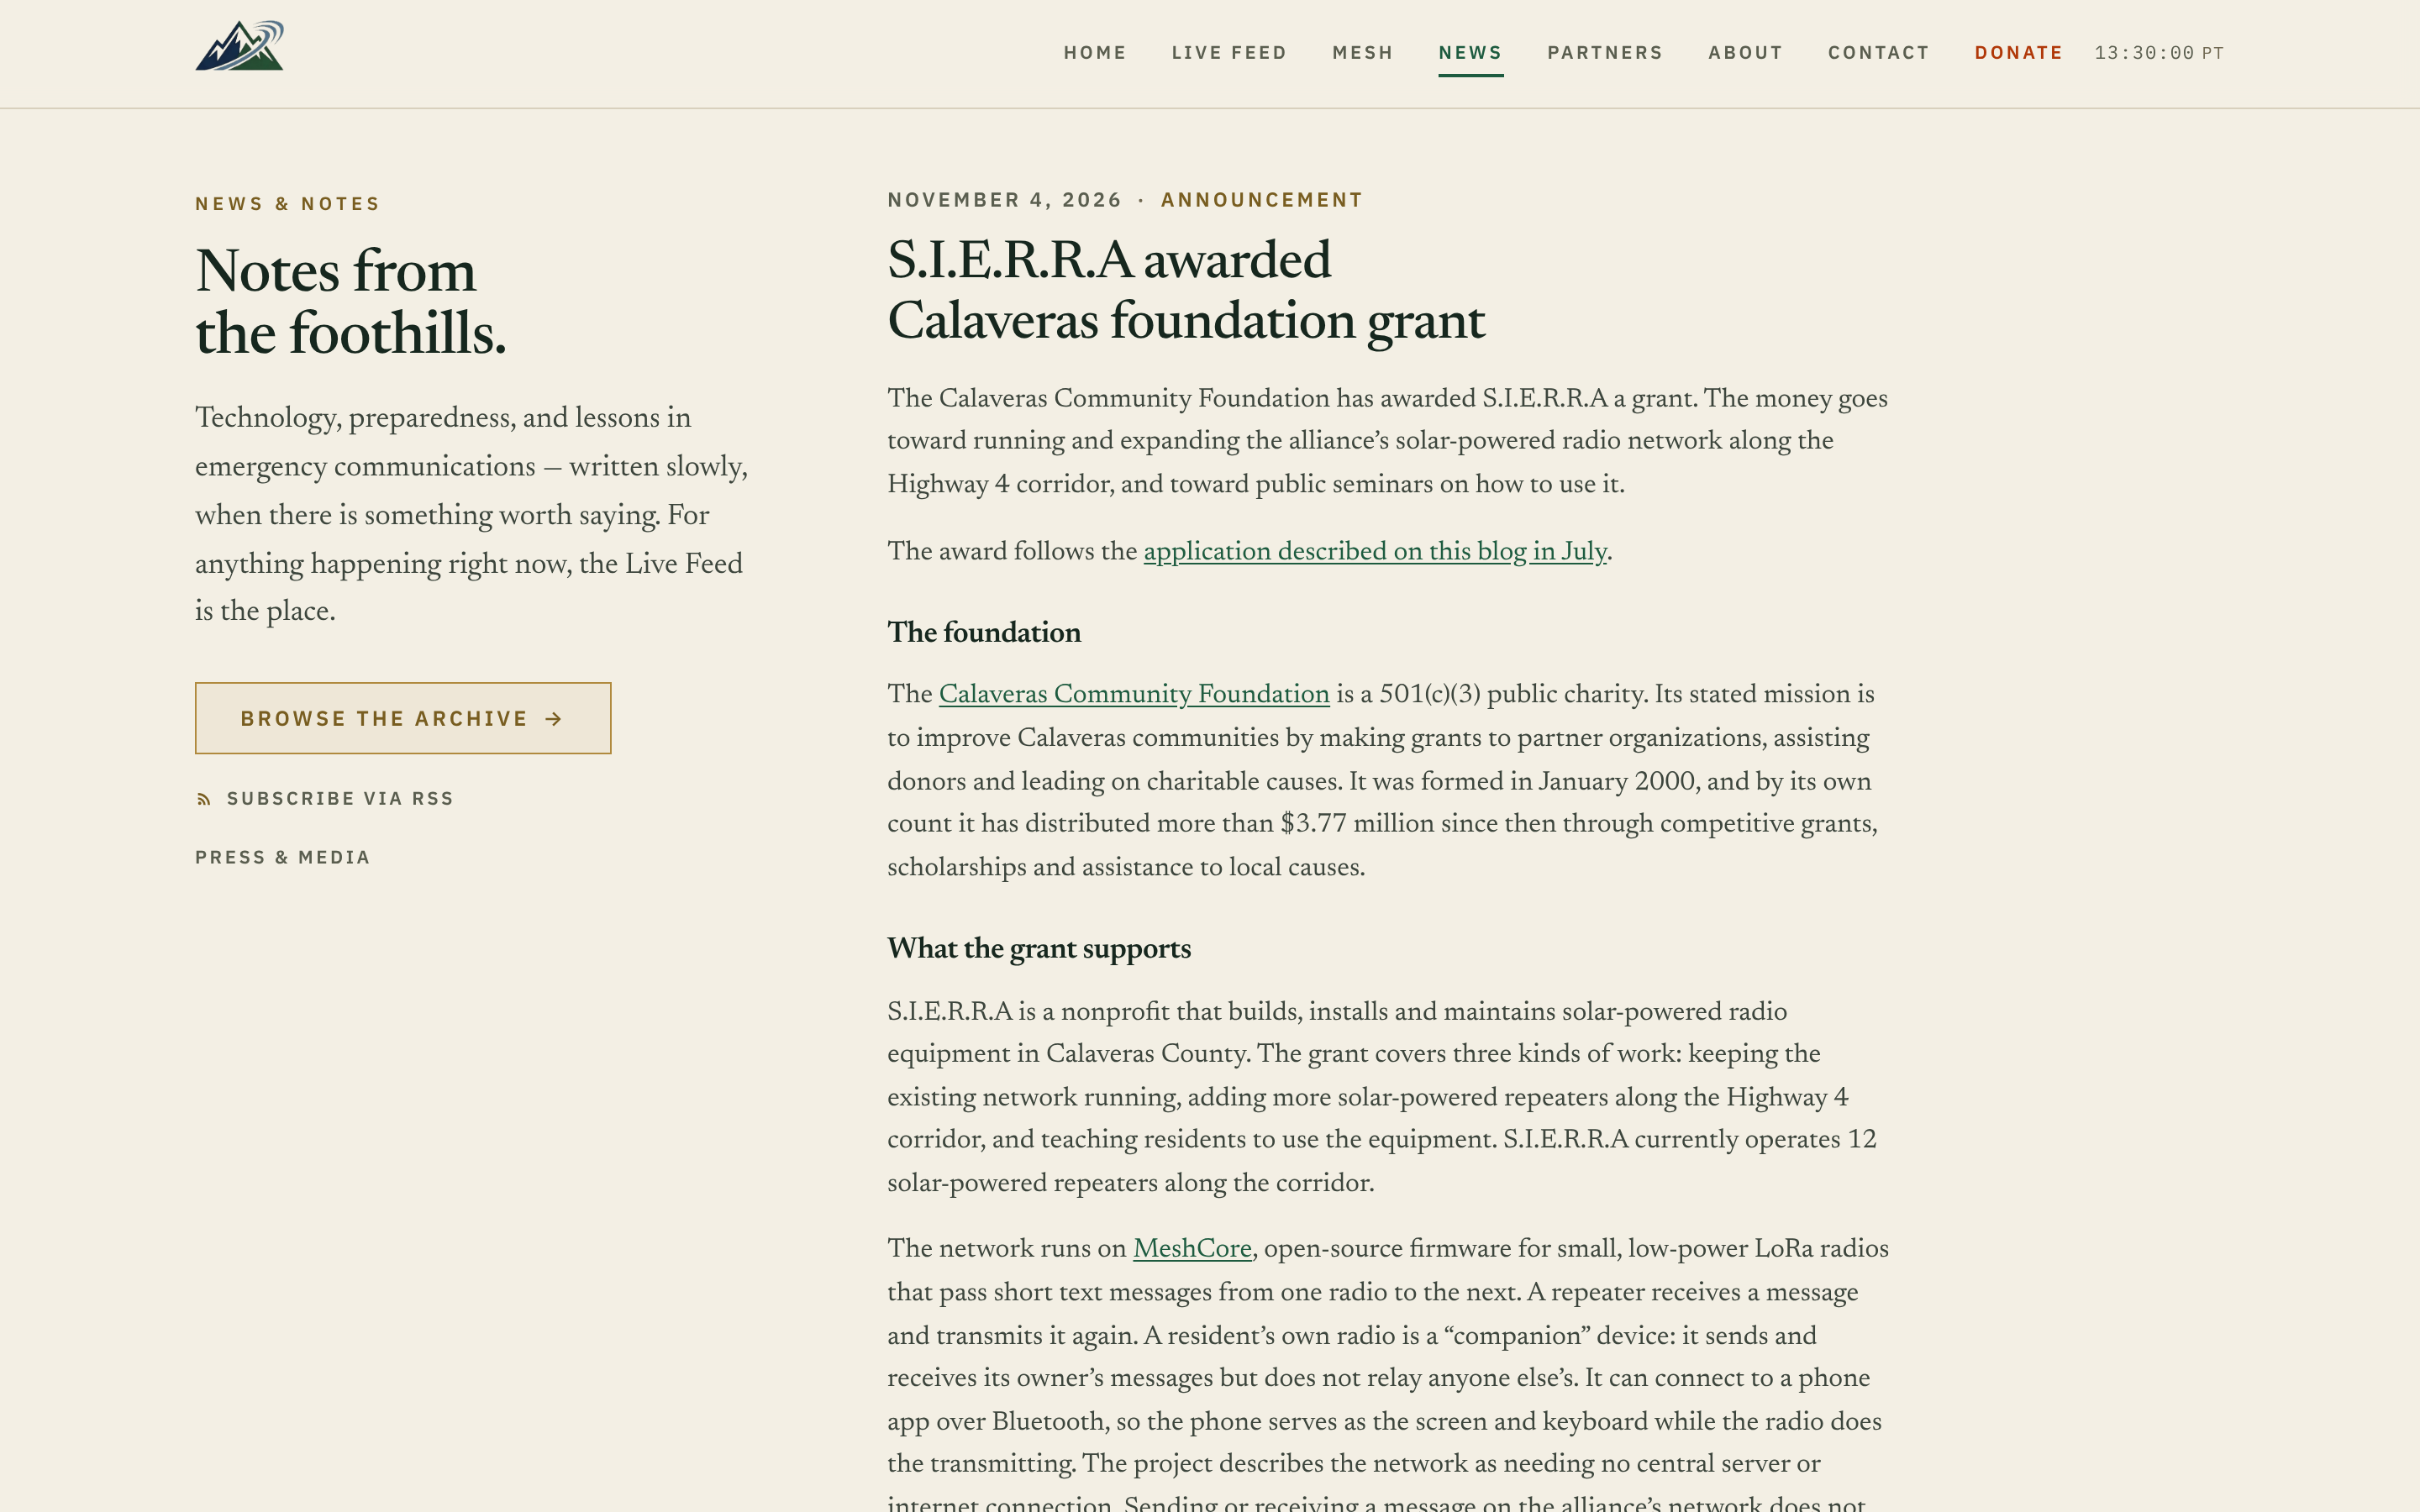 HOME LIVE FEED MESH NEWS PARTNERS ABOUT CONTACT DONATE 13:30:00 PT
NEWS & NOTES
Notes from
the foothills.
Technology, preparedness, and lessons in
emergency communications – written slowly,
when there is something worth saying. For
anything happening right now, the Live Feed
is the place.
BROWSE THE ARCHIVE →
SUBSCRIBE VIA RSS
PRESS & MEDIA
NOVEMBER 4, 2026 · ANNOUNCEMENT
S.I.E.R.R.A awarded
Calaveras foundation grant
The Calaveras Community Foundation has awarded S.I.E.R.R.A a grant. The money goes
toward running and expanding the alliance’s solar-powered radio network along the
Highway 4 corridor, and toward public seminars on how to use it.
The award follows the application described on this blog in July.
The foundation
The Calaveras Community Foundation is a 501(c)(3) public charity. Its stated mission is
to improve Calaveras communities by making grants to partner organizations, assisting
donors and leading on charitable causes. It was formed in January 2000, and by its own
count it has distributed more than $3.77 million since then through competitive grants,
scholarships and assistance to local causes.
What the grant supports
S.I.E.R.R.A is a nonprofit that builds, installs and maintains solar-powered radio
equipment in Calaveras County. The grant covers three kinds of work: keeping the
existing network running, adding more solar-powered repeaters along the Highway 4
corridor, and teaching residents to use the equipment. S.I.E.R.R.A currently operates 12
solar-powered repeaters along the corridor.
The network runs on MeshCore, open-source firmware for small, low-power LoRa radios
that pass short text messages from one radio to the next. A repeater receives a message
and transmits it again. A resident’s own radio is a “companion” device: it sends and
receives its owner’s messages but does not relay anyone else’s. It can connect to a phone
app over Bluetooth, so the phone serves as the screen and keyboard while the radio does
the transmitting. The project describes the network as needing no central server or
internet connection. Sending or receiving a message on the alliance’s network does not